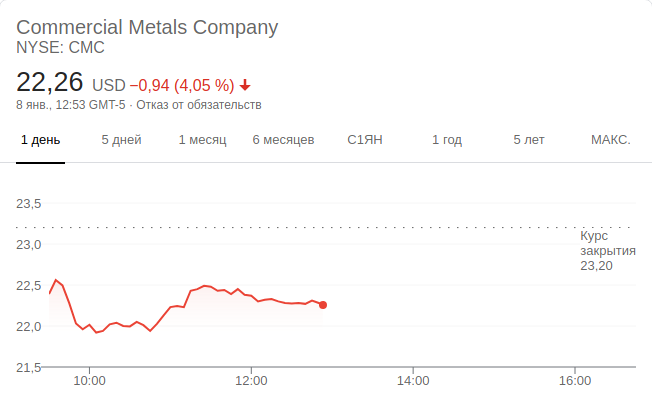 Commercial Metals Company
NYSE: CMC
22,26 USD −0,94 (4,05 %)
8 янв., 12:53 GMT-5 · Отказ от обязательств
1 день 5 дней 1 месяц 6 месяцев С1ЯН 1 год 5 лет МАКС.
23,5
23,0
22,5
22,0
21,5
Курс
закрытия
23,20
10:00 12:00 14:00 16:00